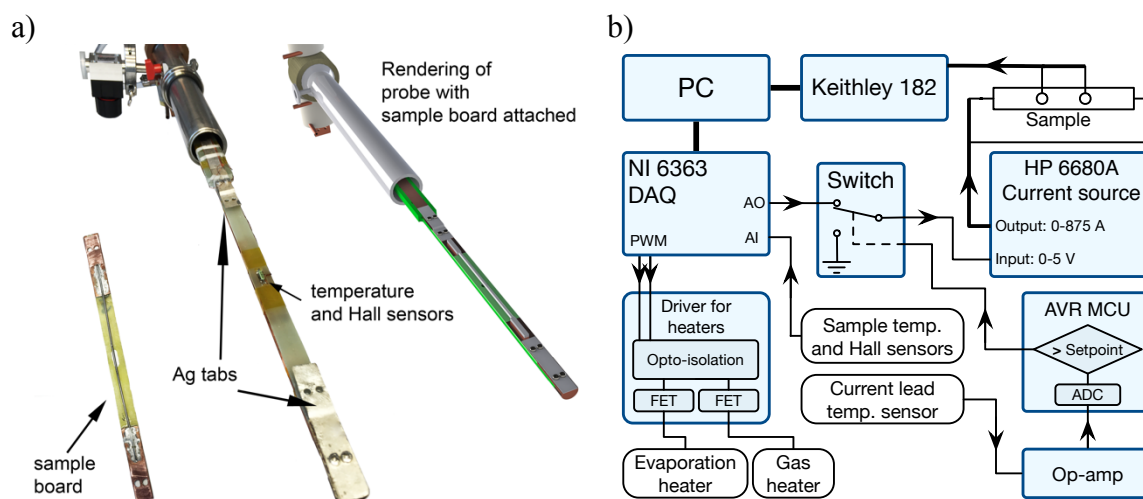 a)
Rendering of
probe with
sample board attached
temperature
and Hall sensors
Ag tabs
sample
board
b)
PC
Keithley 182
Sample
NI 6363
DAQ
AO
AI
PWM
Switch
HP 6680A
Current source
Output: 0-875 A
Input: 0-5 V
Driver for
heaters
Opto-isolation
FET
FET
Evaporation
heater
Gas
heater
Sample temp.
and Hall sensors
Current lead
temp. sensor
AVR MCU
> Setpoint
ADC
Op-amp